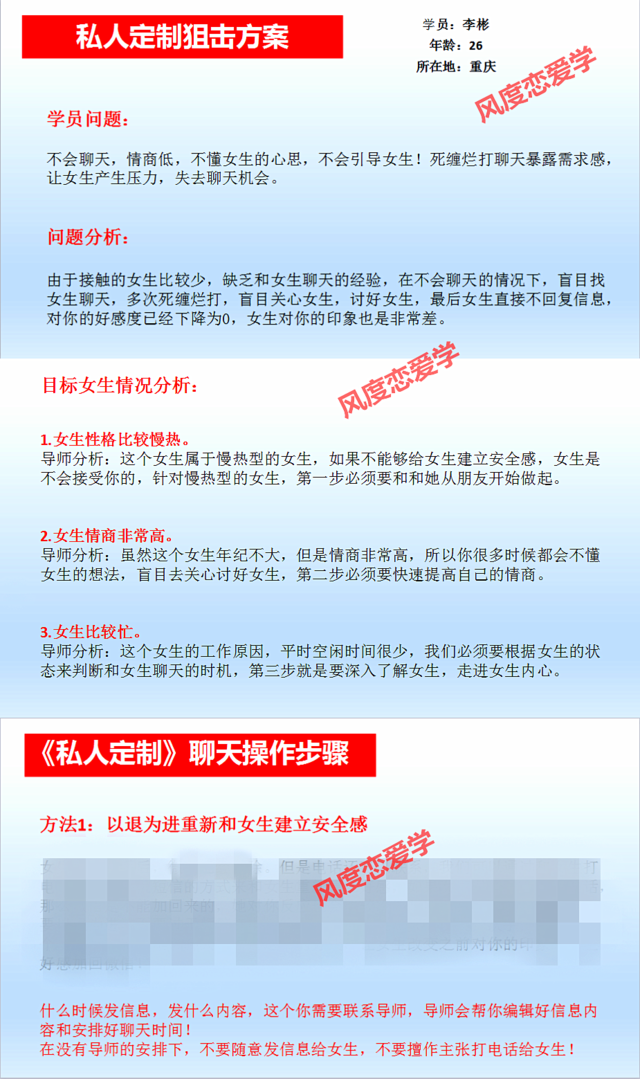 私人定制狙击方案
学员：李彬
年龄：26
所在地：重庆
风度恋爱学
学员问题：
不会聊天，情商低，不懂女生的心思，不会引导女生！死缠烂打聊天暴露需求感，
让女生产生压力，失去聊天机会。
问题分析：
由于接触的女生比较少，缺乏和女生聊天的经验，在不会聊天的情况下，盲目找
女生聊天，多次死缠烂打，盲目关心女生，讨好女生，最后女生直接不回复信息，
对你的好感度已经下降为0，女生对你的印象也是非常差。
风度恋爱学
目标女生情况分析：
1.女生性格比较慢热。
导师分析：这个女生属于慢热型的女生，如果不能够给女生建立安全感，女生是
不会接受你的，针对慢热型的女生，第一步必须要和和她从朋友开始做起。
2.女生情商非常高。
导师分析：虽然这个女生年纪不大，但是情商非常高，所以你很多时候都会不懂
女生的想法，盲目去关心讨好女生，第二步必须要快速提高自己的情商。
3.女生比较忙。
导师分析：这个女生的工作原因，平时空闲时间很少，我们必须要根据女生的状
态来判断和女生聊天的时机，第三步就是要深入了解女生，走进女生内心。
《私人定制》聊天操作步骤
方法1：以退为进重新和女生建立安全感
风度恋爱学
什么时候发信息，发什么内容，这个你需要联系导师，导师会帮你编辑好信息内
容和安排好聊天时间！
在没有导师的安排下，不要随意发信息给女生，不要擅作主张打电话给女生！